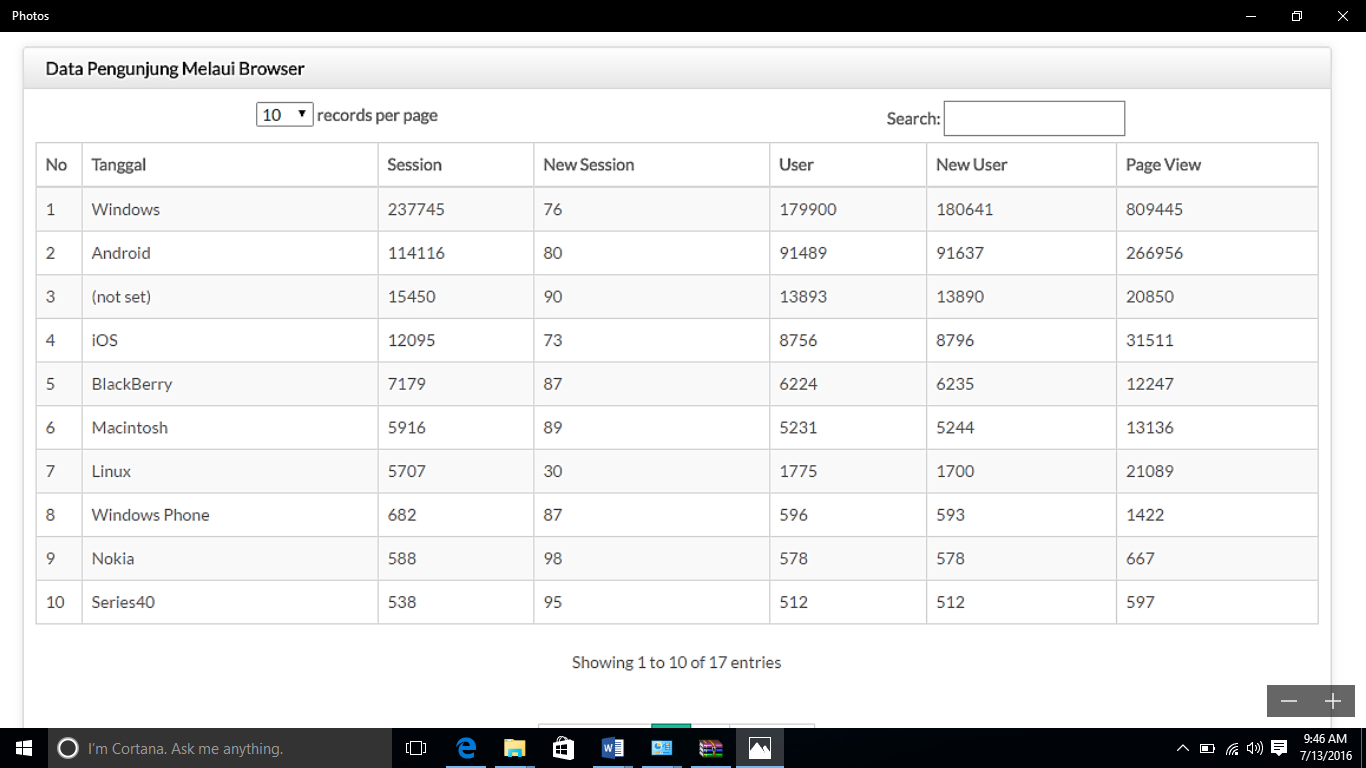 Photos
Data Pengunjung Melaui Browser
10 records per page Search:
No Tanggal Session New Session User New User Page View
1 Windows 237745 76 179900 180641 809445
2 Android 114116 80 91489 91637 266956
3 (not set) 15450 90 13893 13890 20850
4 iOS 12095 73 8756 8796 31511
5 BlackBerry 7179 87 6224 6235 12247
6 Macintosh 5916 89 5231 5244 13136
7 Linux 5707 30 1775 1700 21089
8 Windows Phone 682 87 596 593 1422
9 Nokia 588 98 578 578 667
10 Series40 538 95 512 512 597
Showing 1 to 10 of 17 entries
I'm Cortana. Ask me anything.
9:46 AM
7/13/2016